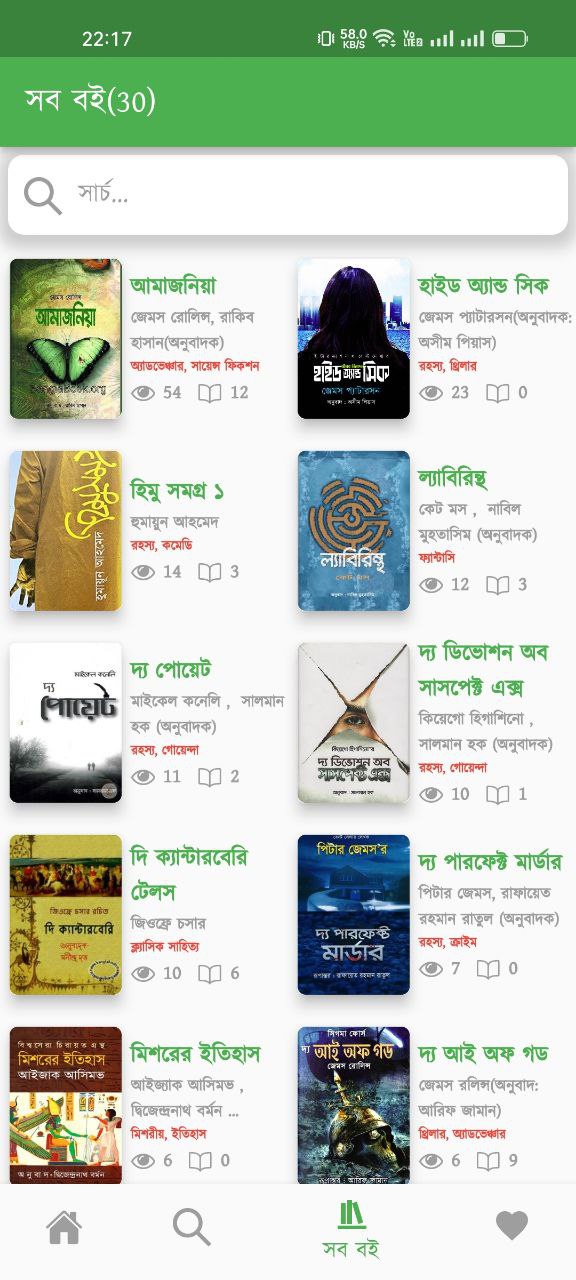 22:17
58.0
KB/S
Vo
LTE2
সব বই(30)
সার্চ...
জেমস রোলিন্স
আমাজনিয়া
আমাজনিয়া
জেমস রোলিন্স, রাকিব
হাসান(অনুবাদক)
অ্যাডভেঞ্চার, সায়েন্স ফিকশন
54 12
হাইড অ্যান্ড সিক
জেমস প্যাটারসন
অনুবাদ : অসীম পিয়াস
হাইড অ্যান্ড সিক
জেমস প্যাটারসন(অনুবাদক:
অসীম পিয়াস)
রহস্য, থ্রিলার
23 0
হুমায়ূন আহমেদ
হিমু সমগ্র ১
হুমায়ূন আহমেদ
রহস্য, কমেডি
14 3
ল্যাবিরিন্থ
ল্যাবিরিন্থ
কেট মস , নাবিল
মুহতাসিম (অনুবাদক)
ফ্যান্টাসি
12 3
মাইকেল কনেলি
দ্য
পোয়েট
দ্য পোয়েট
মাইকেল কনেলি , সালমান
হক (অনুবাদক)
রহস্য, গোয়েন্দা
11 2
কিয়েগো হিগাশিনো'র
দ্য ডিভোশন অব
সাসপেক্ট এক্স
অনুবাদ : সালমান হক
দ্য ডিভোশন অব
সাসপেক্ট এক্স
কিয়েগো হিগাশিনো ,
সালমান হক (অনুবাদক)
রহস্য, গোয়েন্দা
10 1
জিওফ্রে চসার রচিত
দি ক্যান্টারবেরি
অনুবাদক
মনীন্দ্র দত্ত
দি ক্যান্টারবেরি
টেলস
জিওফ্রে চসার
ক্ল্যাসিক সাহিত্য
10 6
পিটার জেমস'র
দ্য পারফেক্ট
মার্ডার
রূপান্তর : রাফায়েত রহমান রাতুল
দ্য পারফেক্ট মার্ডার
পিটার জেমস, রাফায়েত
রহমান রাতুল (অনুবাদক)
রহস্য, ক্রাইম
7 0
বিশ্বসেরা চিরায়ত গ্রন্থ
মিশরের ইতিহাস
আইজাক আসিমভ
অনুবাদ•দ্বিজেন্দ্রনাথ বর্মন
মিশরের ইতিহাস
আইজ্যাক আসিমভ ,
দ্বিজেন্দ্রনাথ বর্মন ...
মিশরীয়, ইতিহাস
6 0
সিগমা ফোর্স
দ্য আই অফ গড
জেমস রোলিন্স
রূপান্তর : আরিফ জামান
দ্য আই অফ গড
জেমস রলিন্স(অনুবাদ:
আরিফ জামান)
থ্রিলার, অ্যাডভেঞ্চার
6 9
সব বই